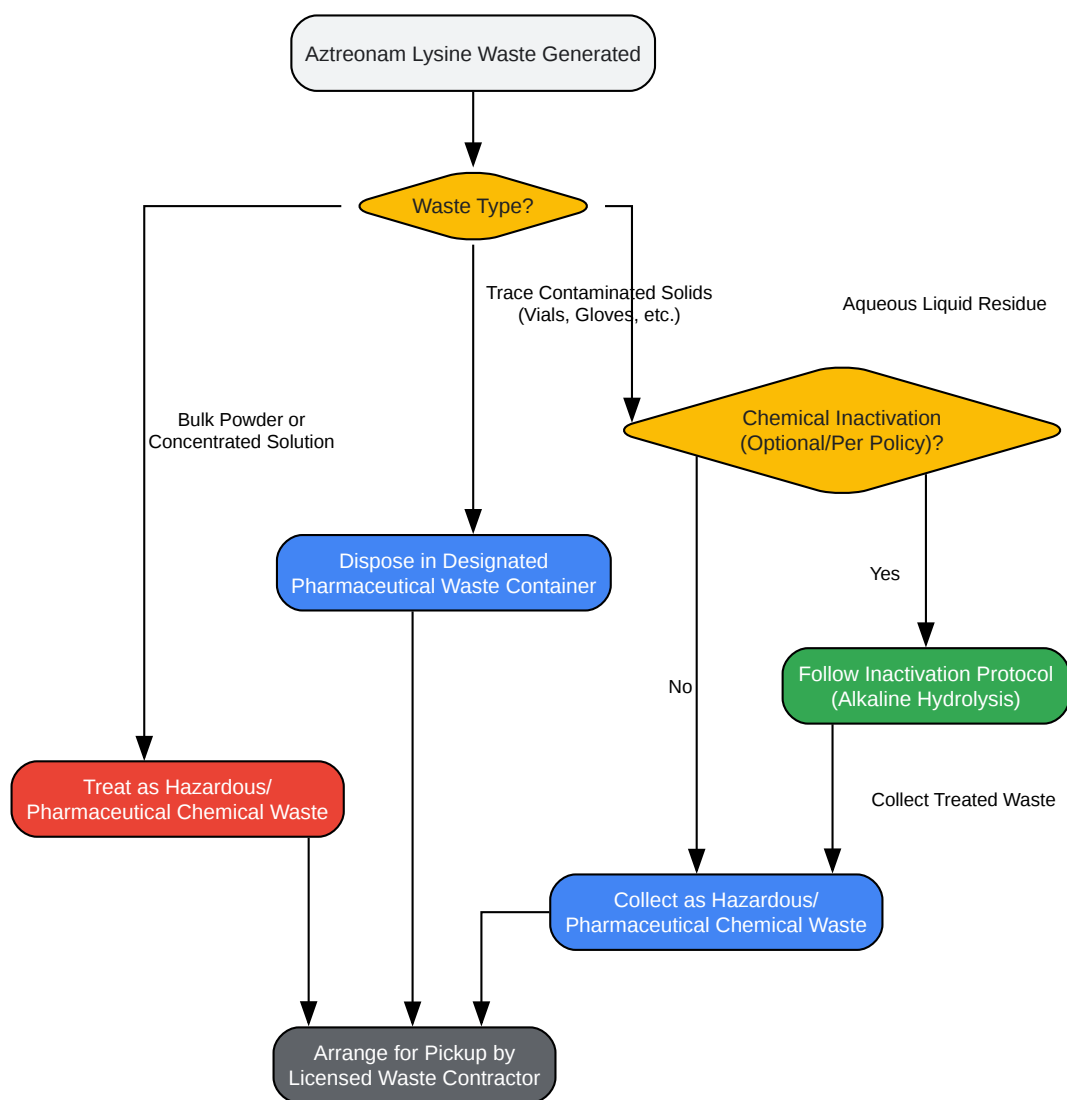 Aztreonam Lysine Waste Generated
Waste Type?
Trace Contaminated Solids
(Vials, Gloves, etc.)
Aqueous Liquid Residue
Bulk Powder or
Concentrated Solution
Chemical Inactivation
(Optional/Per Policy)?
Dispose in Designated
Pharmaceutical Waste Container
Yes
No
Follow Inactivation Protocol
(Alkaline Hydrolysis)
Treat as Hazardous/
Pharmaceutical Chemical Waste
Collect Treated Waste
Collect as Hazardous/
Pharmaceutical Chemical Waste
Arrange for Pickup by
Licensed Waste Contractor